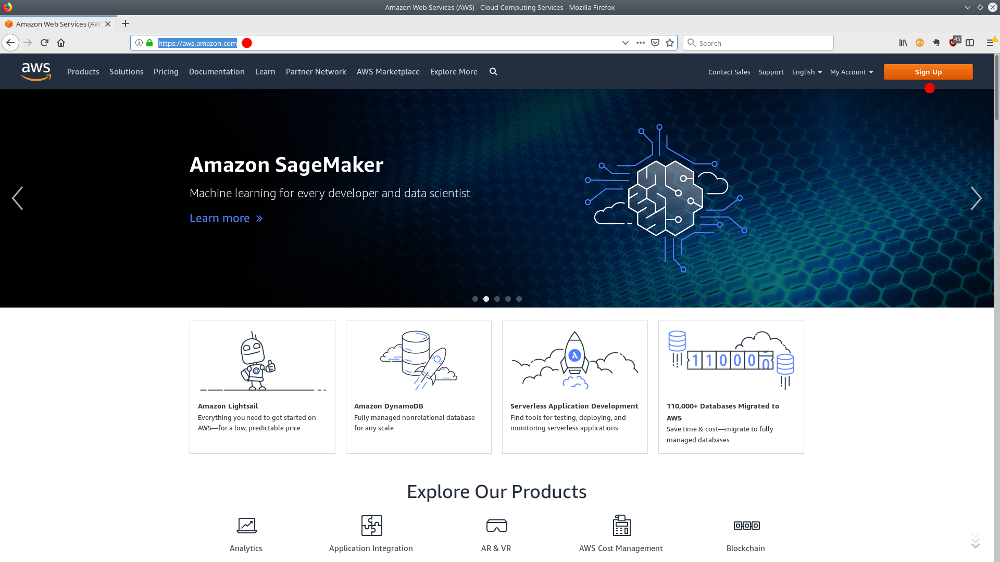 Amazon Web Services (AWS) - Cloud Computing Services - Mozilla Firefox
Amazon Web Services (AW
https://aws.amazon.com
Search
45
aws
Products Solutions Pricing Documentation Learn Partner Network AWS Marketplace Explore More
Contact Sales Support English My Account Sign Up
Amazon SageMaker
Machine learning for every developer and data scientist
Learn more »
110000
Amazon Lightsail
Everything you need to get started on
AWS—for a low, predictable price
Amazon DynamoDB
Fully managed nonrelational database
for any scale
Serverless Application Development
Find tools for testing, deploying, and
monitoring serverless applications
110,000+ Databases Migrated to
AWS
Save time & cost—migrate to fully
managed databases
Explore Our Products
Analytics
Application Integration
AR & VR
AWS Cost Management
Blockchain